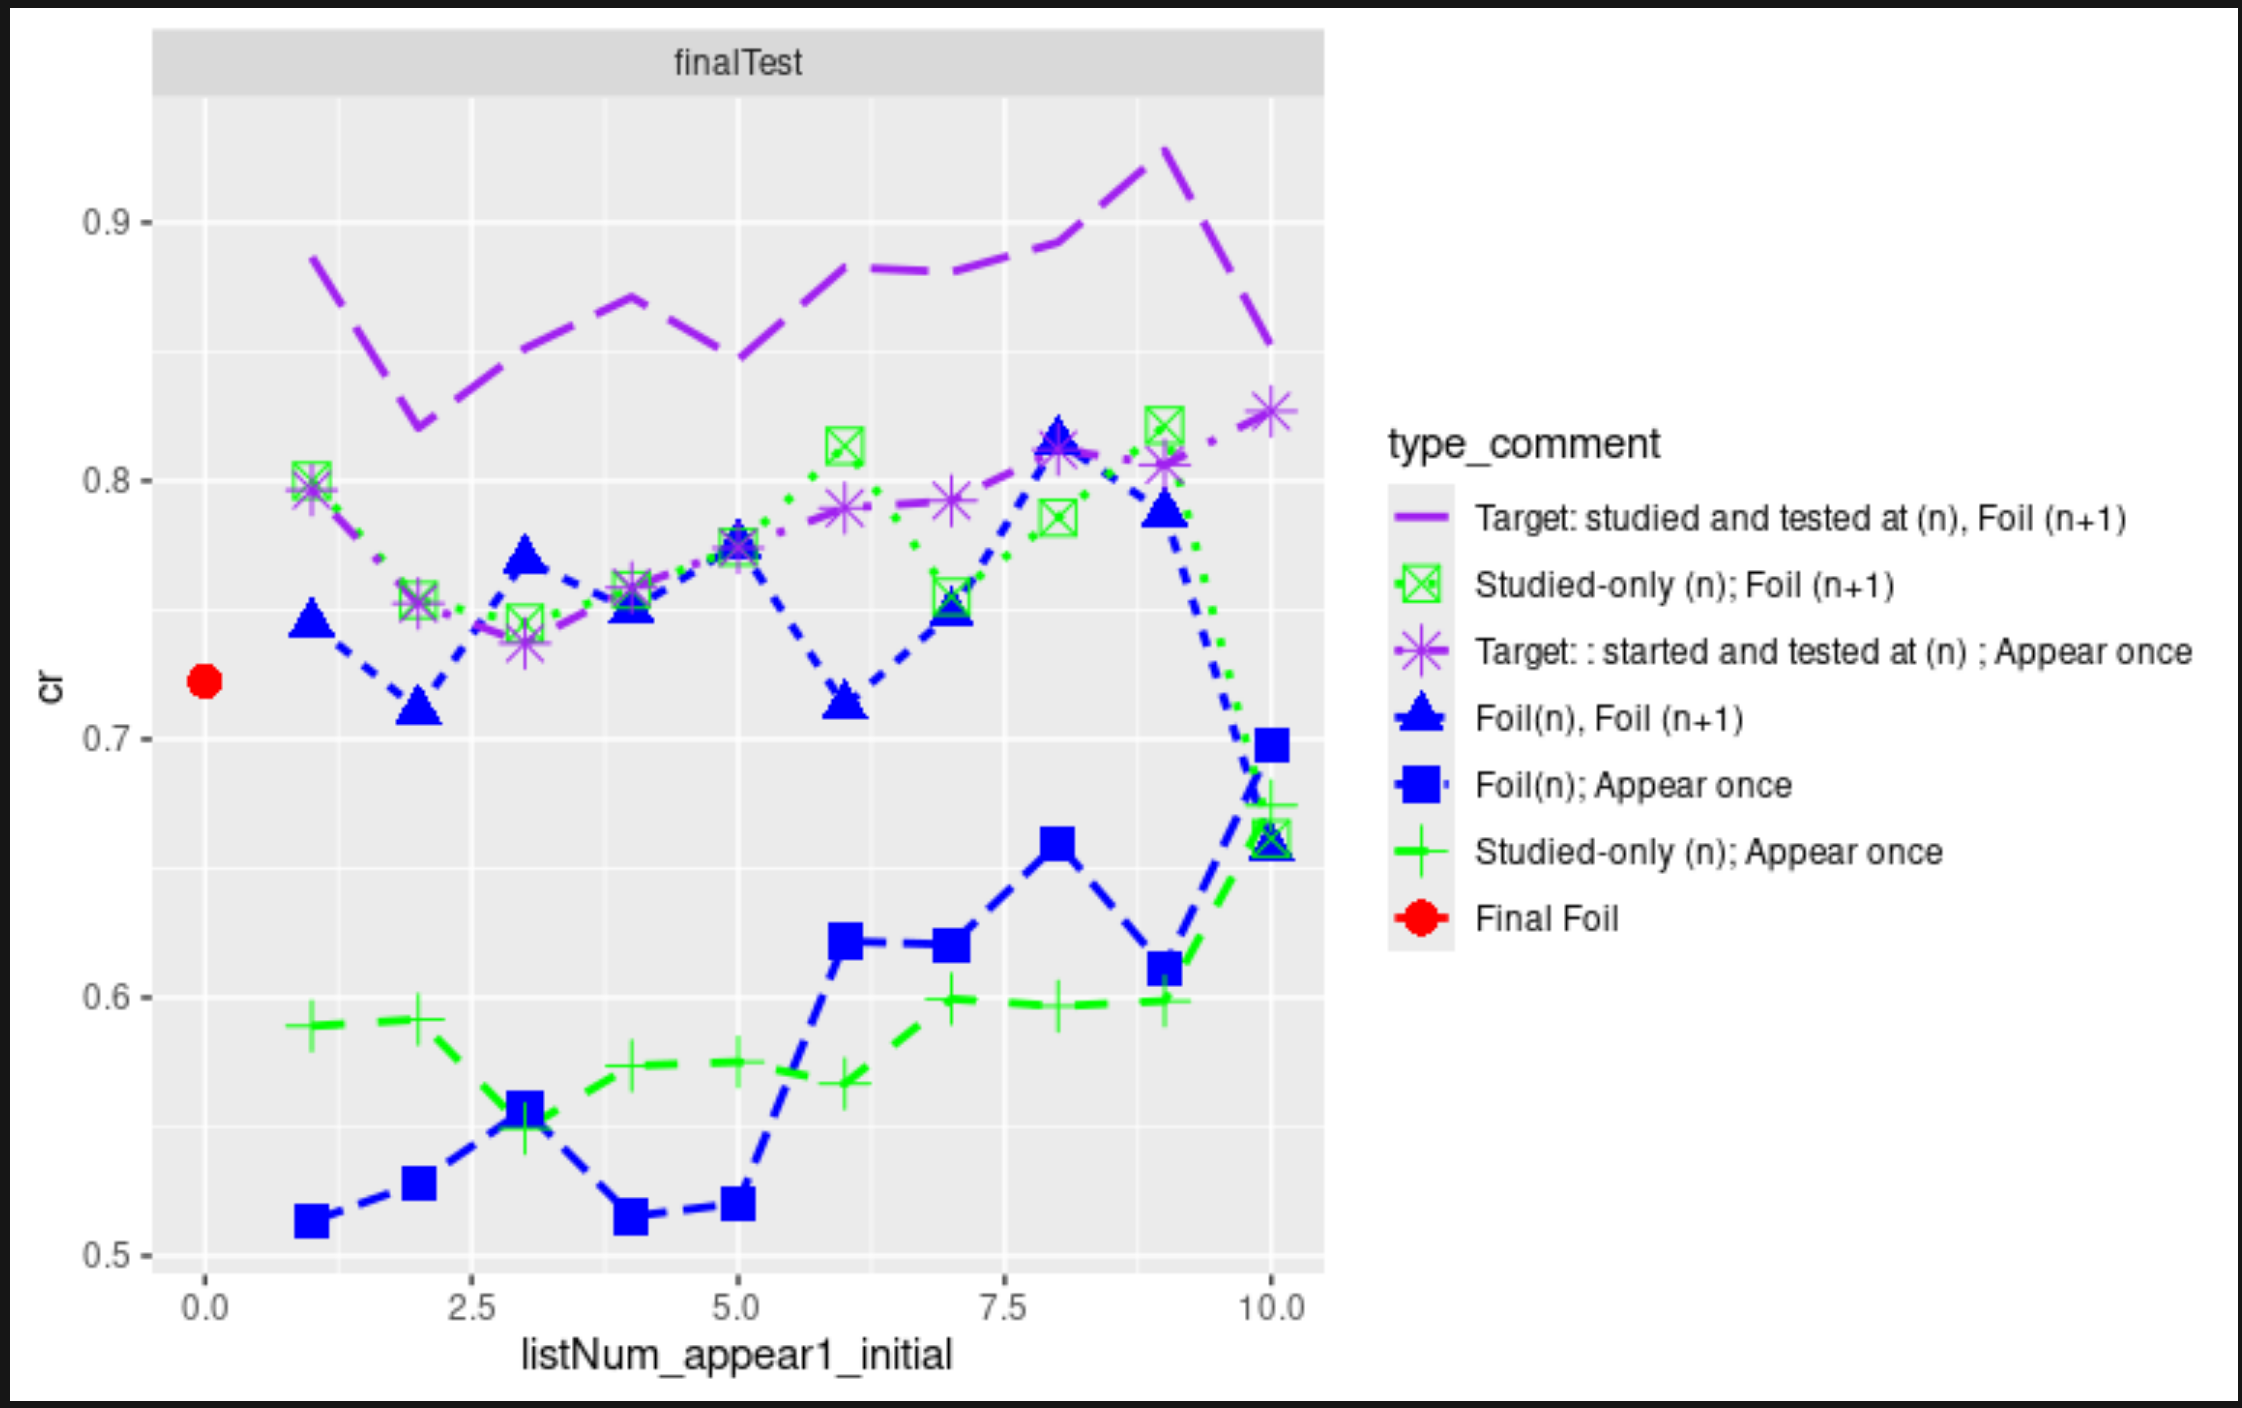 finalTest
0.9
0.8
0.7
0.6
0.5
cr
0.0 2.5 5.0 7.5 10.0
listNum_appear1_initial
type_comment
Target: studied and tested at (n), Foil (n+1)
Studied-only (n); Foil (n+1)
Target: : started and tested at (n) ; Appear once
Foil(n), Foil (n+1)
Foil(n); Appear once
Studied-only (n); Appear once
Final Foil